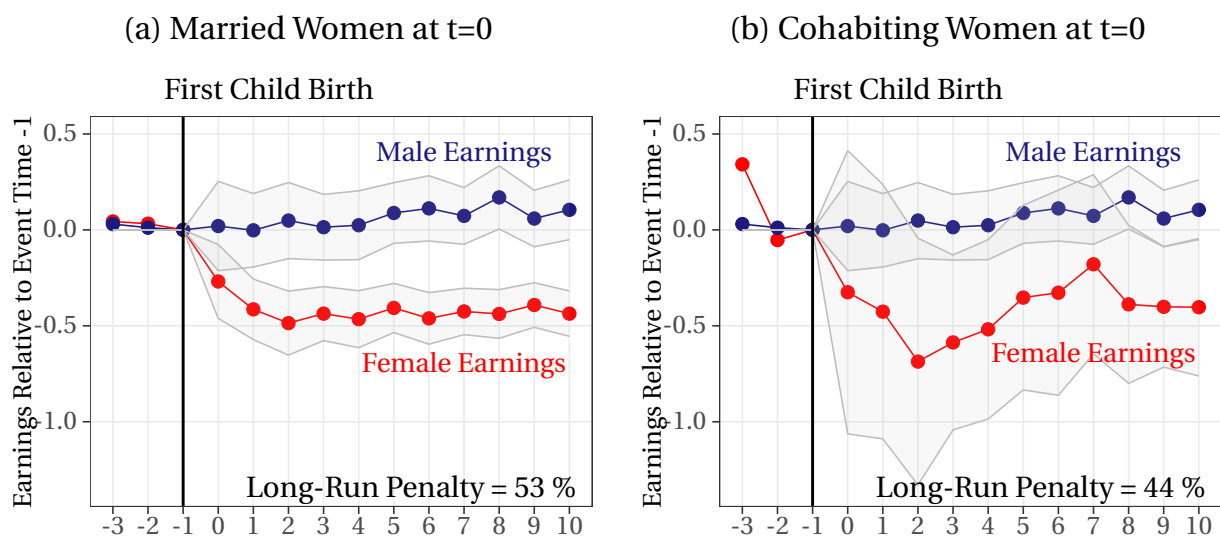 (a) Married Women at t=0
First Child Birth
Earnings Relative to Event Time -1
0.5
0.0
-0.5
-1.0
Male Earnings
Female Earnings
Long-Run Penalty = 53 %
-3 -2 -1 0 1 2 3 4 5 6 7 8 9 10
(b) Cohabiting Women at t=0
First Child Birth
Earnings Relative to Event Time -1
0.5
0.0
-0.5
-1.0
Male Earnings
Female Earnings
Long-Run Penalty = 44 %
-3 -2 -1 0 1 2 3 4 5 6 7 8 9 10